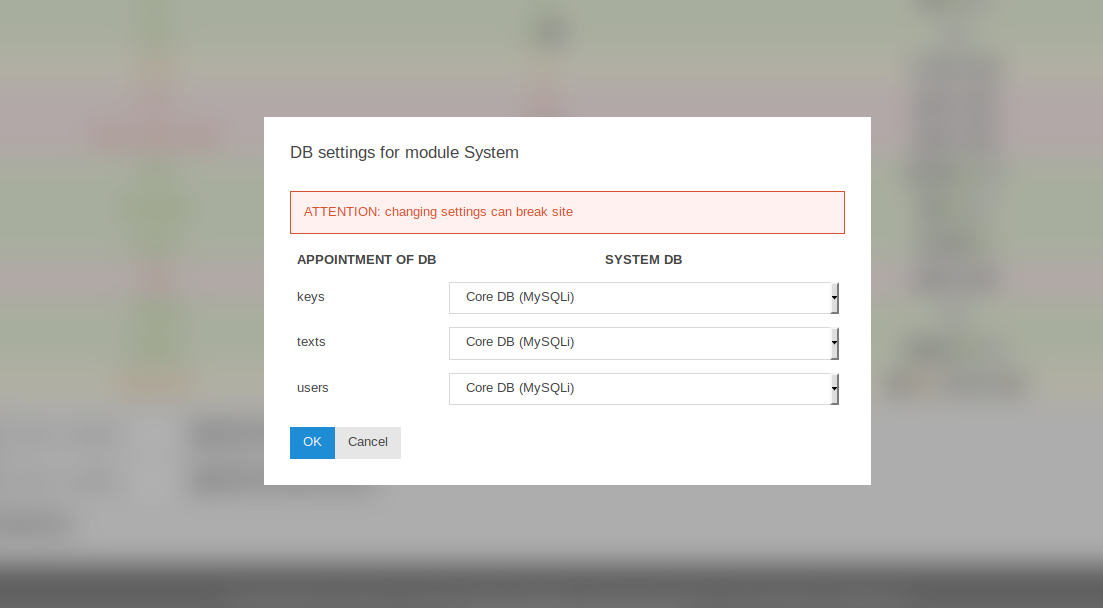 DB settings for module System
ATTENTION: changing settings can break site
APPOINTMENT OF DB SYSTEM DB
keys Core DB (MySQLi)
texts Core DB (MySQLi)
users Core DB (MySQLi)
OK Cancel